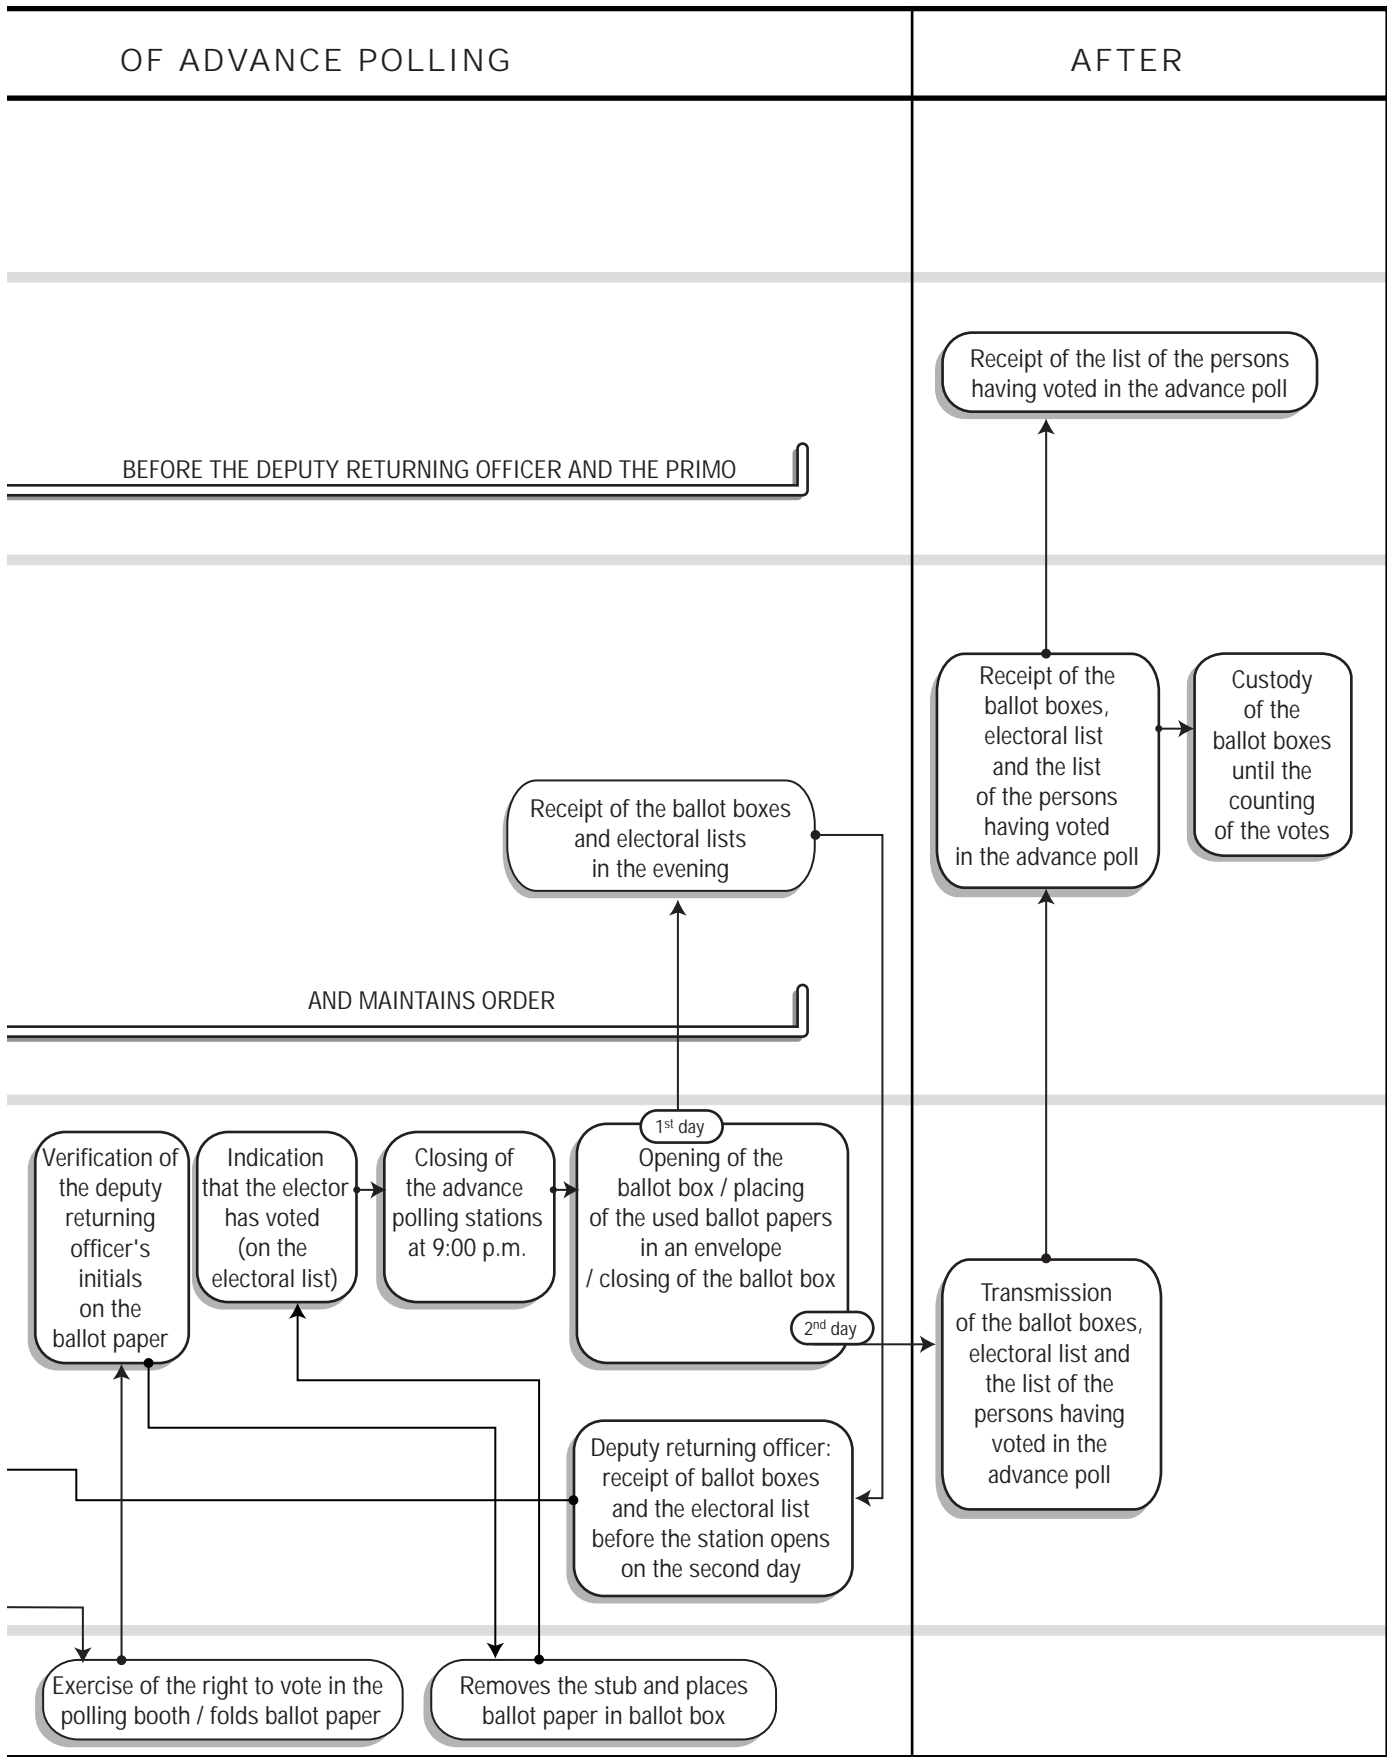 OF ADVANCE POLLING
AFTER
Receipt of the list of the persons
having voted in the advance poll
BEFORE THE DEPUTY RETURNING OFFICER AND THE PRIMO
Receipt of the
ballot boxes,
electoral list
and the list
of the persons
having voted
in the advance poll
Custody
of the
ballot boxes
until the
counting
of the votes
Receipt of the ballot boxes
and electoral lists
in the evening
AND MAINTAINS ORDER
Verification of
the deputy
returning
officer's
initials
on the
ballot paper
Indication
that the elector
has voted
(on the
electoral list)
Closing of
the advance
polling stations
at 9:00 p.m.
1st day
Opening of the
ballot box / placing
of the used ballot papers
in an envelope
/ closing of the ballot box
2nd day
Transmission
of the ballot boxes,
electoral list and
the list of the
persons having
voted in the
advance poll
Deputy returning officer:
receipt of ballot boxes
and the electoral list
before the station opens
on the second day
Exercise of the right to vote in the
polling booth / folds ballot paper
Removes the stub and places
ballot paper in ballot box